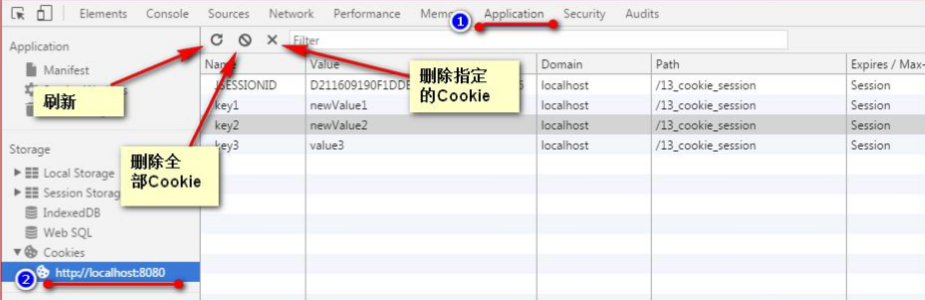 Elements Console Sources Network Performance Mem Application Security Audits
1
Application
Filter
Manifest
刷新
Name Value Domain Path Expires / Max-
删除指定
的Cookie
JSESSIONID D211609190F1DDE localhost /13_cookie_session Session
key1 newValue1 localhost /13_cookie_session Session
key2 newValue2 localhost /13_cookie_session Session
key3 value3 localhost /13_cookie_session Session
删除全
部Cookie
Storage
Local Storage
Session Storag
IndexedDB
Web SQL
Cookies
2
http://localhost:8080